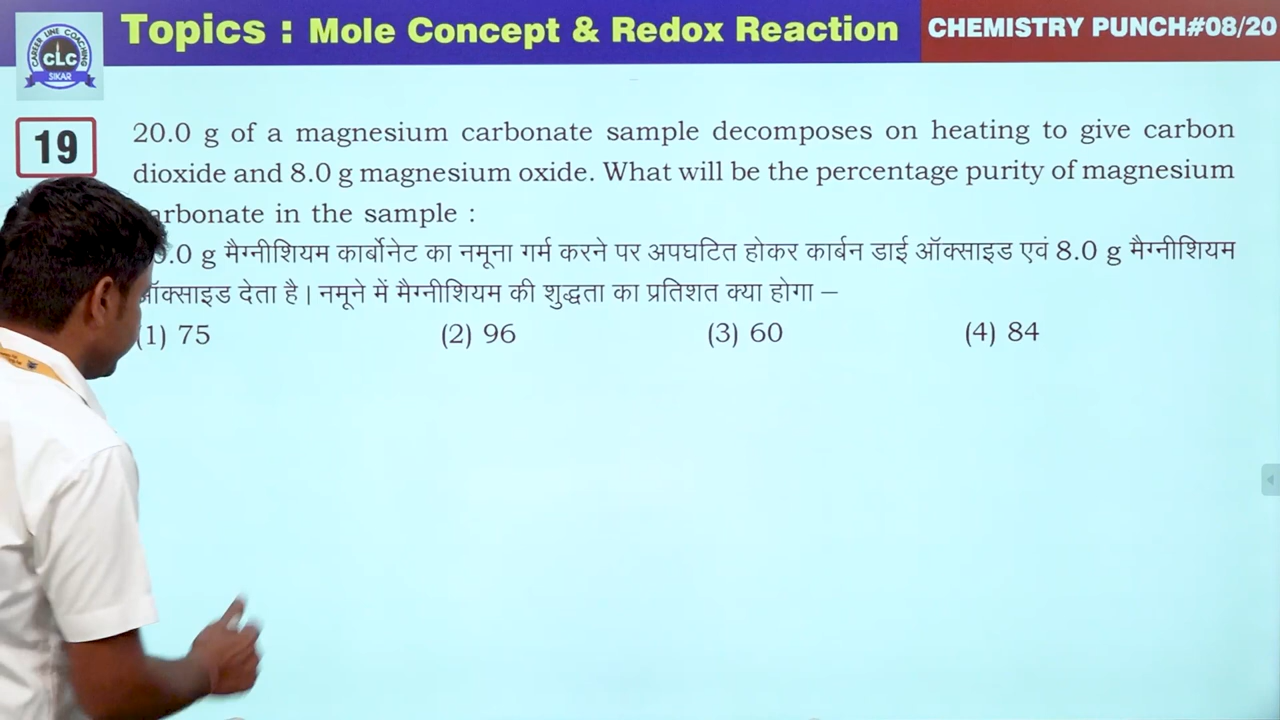 Topics : Mole Concept & Redox Reaction
CHEMISTRY PUNCH#08/20
CAREER LINE COACHING
CLC
SIKAR
19
20.0 g of a magnesium carbonate sample decomposes on heating to give carbon
dioxide and 8.0 g magnesium oxide. What will be the percentage purity of magnesium
arbonate in the sample :
.0 g मैग्नीशियम कार्बोनेट का नमूना गर्म करने पर अपघटित होकर कार्बन डाई ऑक्साइड एवं 8.0 g मैग्नीशियम
ऑक्साइड देता है | नमूने में मैग्नीशियम की शुद्धता का प्रतिशत क्या होगा –
(1) 75 (2) 96 (3) 60 (4) 84